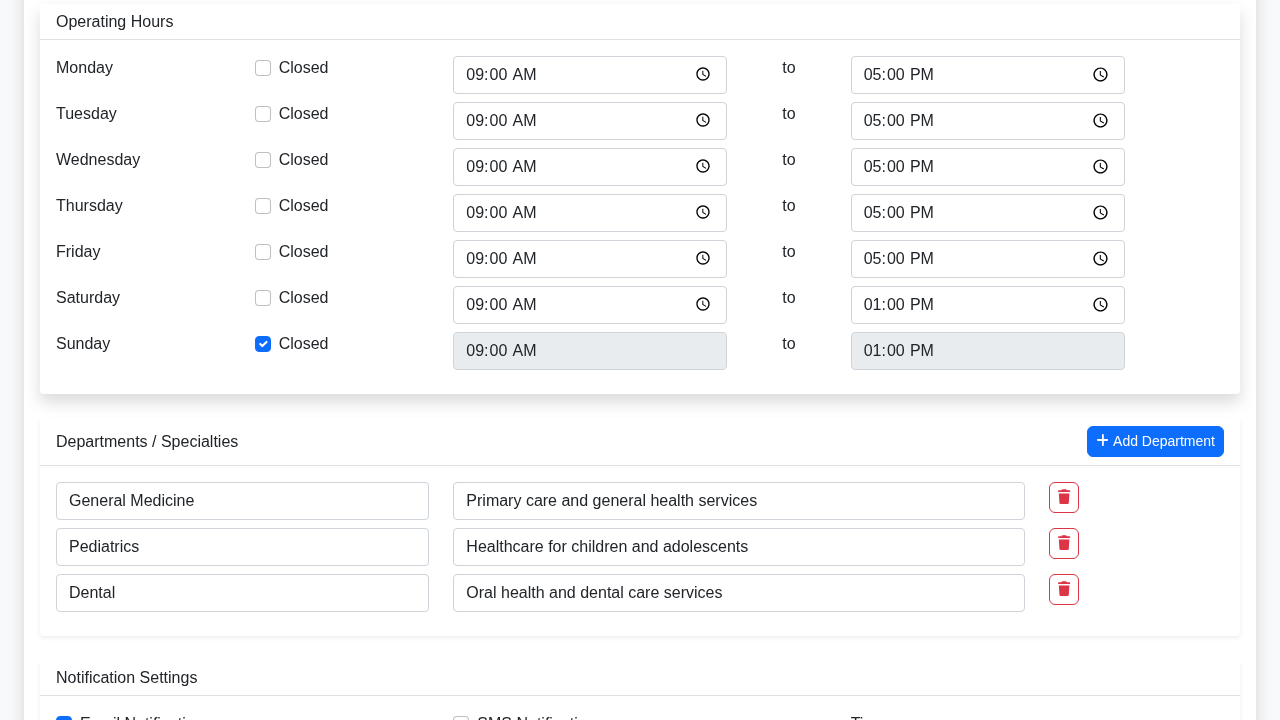 Operating Hours
Monday Closed 09:00 AM to 05:00 PM
Tuesday Closed 09:00 AM to 05:00 PM
Wednesday Closed 09:00 AM to 05:00 PM
Thursday Closed 09:00 AM to 05:00 PM
Friday Closed 09:00 AM to 05:00 PM
Saturday Closed 09:00 AM to 01:00 PM
Sunday Closed 09:00 AM to 01:00 PM
Departments / Specialties Add Department
General Medicine Primary care and general health services
Pediatrics Healthcare for children and adolescents
Dental Oral health and dental care services
Notification Settings